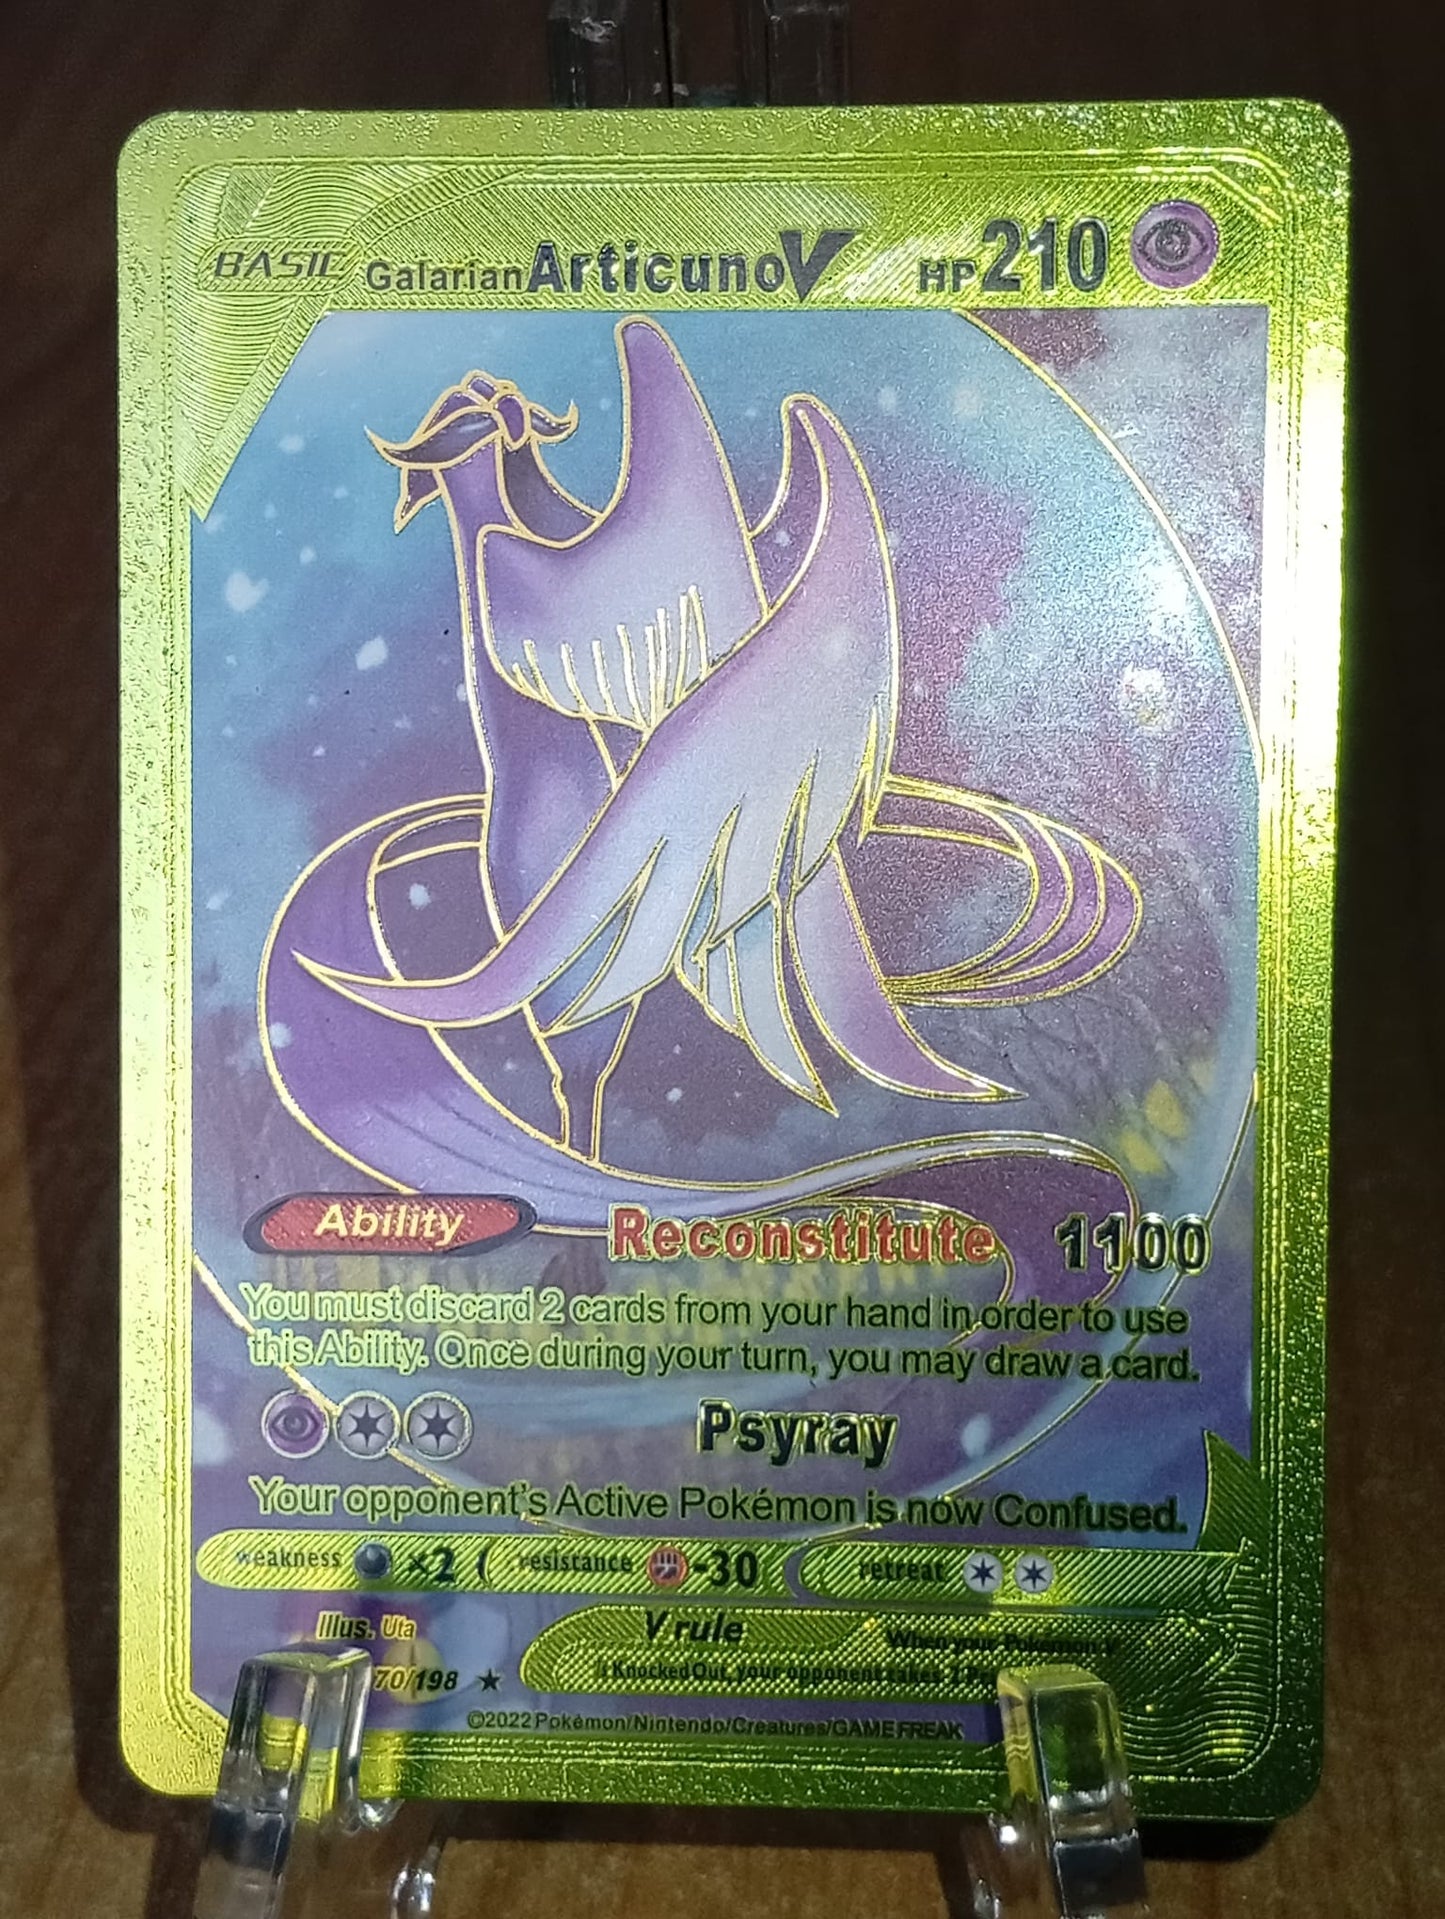 BASIC Galarian Articuno V HP 210
Ability Reconstitute 1100
You must discard 2 cards from your hand in order to use
this Ability. Once during your turn, you may draw a card.
Psyray
Your opponent's Active Pokémon is now Confused.
weakness ×2 resistance -30 retreat
Illus. Uta V rule When your Pokémon V
Knocked Out, your opponent takes 2
70/198
©2022 Pokémon/Nintendo/Creatures/GAME FREAK